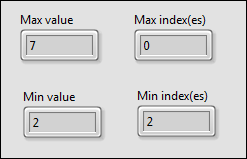 Max value Max index(es)
7 0
Min value Min index(es)
2 2